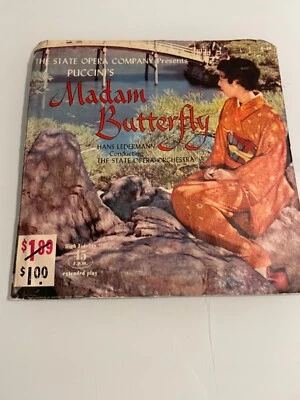 THE STATE OPERA COMPANY Presents
PUCCINI'S
Madam
Butterfly
HANS LEDERMANN
Conducting
THE STATE OPERA ORCHESTRA
$1.89
$1.00
High Fidelity
45
R.P.M.
extended play